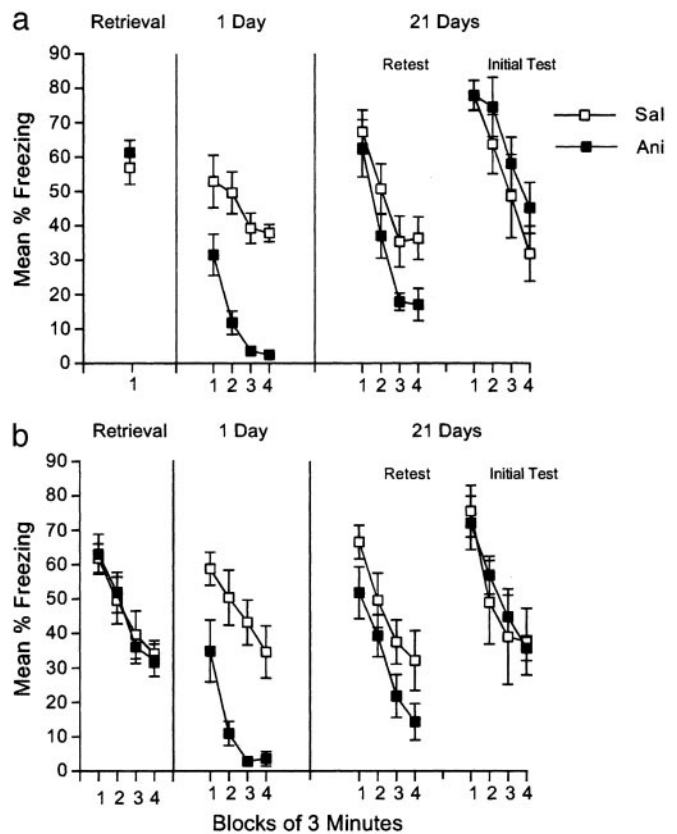 a
Retrieval 1 Day 21 Days
Retest Initial Test
Sal
Ani
Mean % Freezing
90
80
70
60
50
40
30
20
10
0
1 1 2 3 4 1 2 3 4 1 2 3 4
b
Retrieval 1 Day 21 Days
Retest Initial Test
Mean % Freezing
90
80
70
60
50
40
30
20
10
0
1 2 3 4 1 2 3 4 1 2 3 4 1 2 3 4
Blocks of 3 Minutes